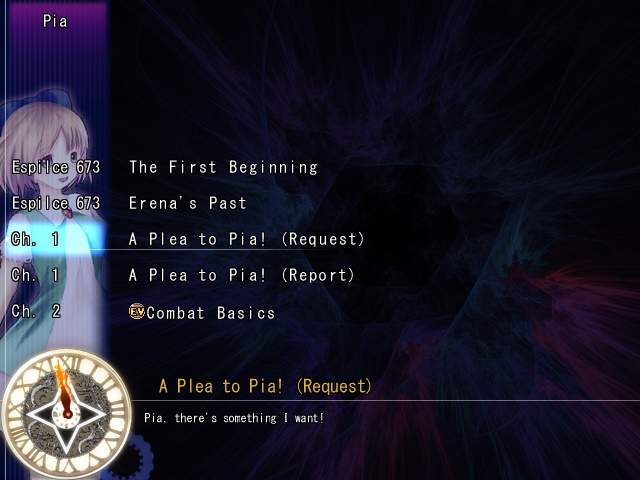 Pia
Espilce 673 The First Beginning
Espilce 673 Erena's Past
Ch. 1 A Plea to Pia! (Request)
Ch. 1 A Plea to Pia! (Report)
Ch. 2 EV Combat Basics
A Plea to Pia! (Request)
Pia, there's something I want!